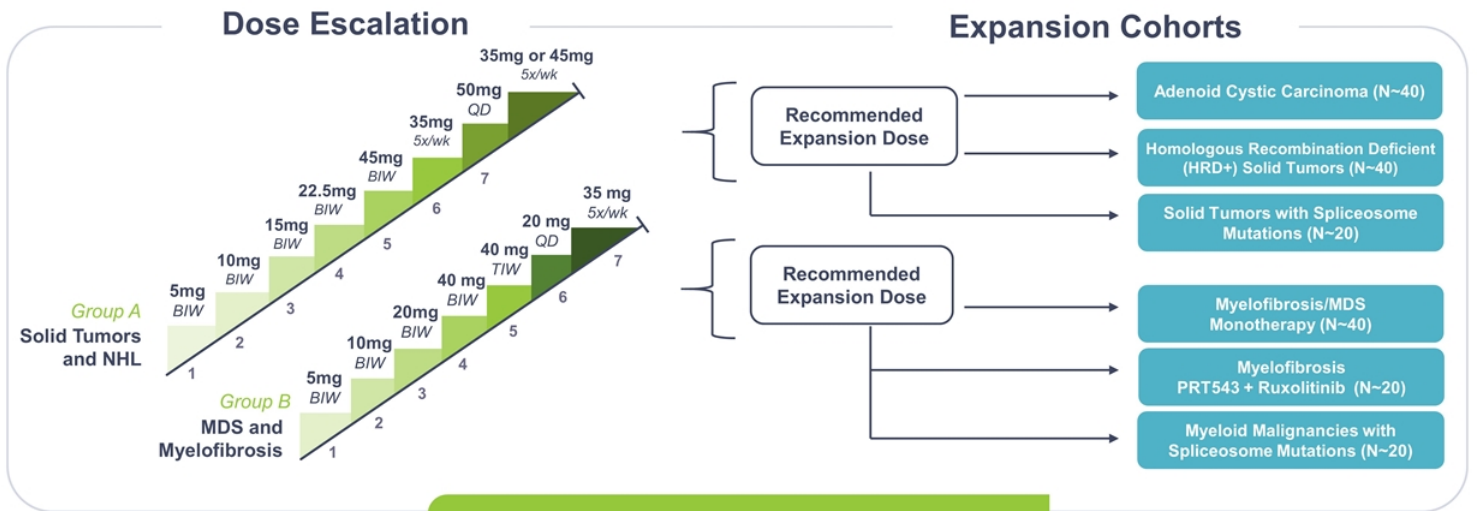 Dose Escalation
Expansion Cohorts
Group A
Solid Tumors
and NHL
5mg
BIW
10mg
BIW
15mg
BIW
22.5mg
BIW
45mg
BIW
35mg
5x/wk
50mg
QD
35mg or 45mg
5x/wk
1
2
3
4
5
6
7
Group B
MDS and
Myelofibrosis
5mg
BIW
10mg
BIW
20mg
BIW
40 mg
BIW
40 mg
TIW
20 mg
QD
35 mg
5x/wk
1
2
3
4
5
6
7
Recommended
Expansion Dose
Adenoid Cystic Carcinoma (N~40)
Homologous Recombination Deficient
(HRD+) Solid Tumors (N~40)
Solid Tumors with Spliceosome
Mutations (N~20)
Recommended
Expansion Dose
Myelofibrosis/MDS
Monotherapy (N~40)
Myelofibrosis
PRT543 + Ruxolitinib (N~20)
Myeloid Malignancies with
Spliceosome Mutations (N~20)